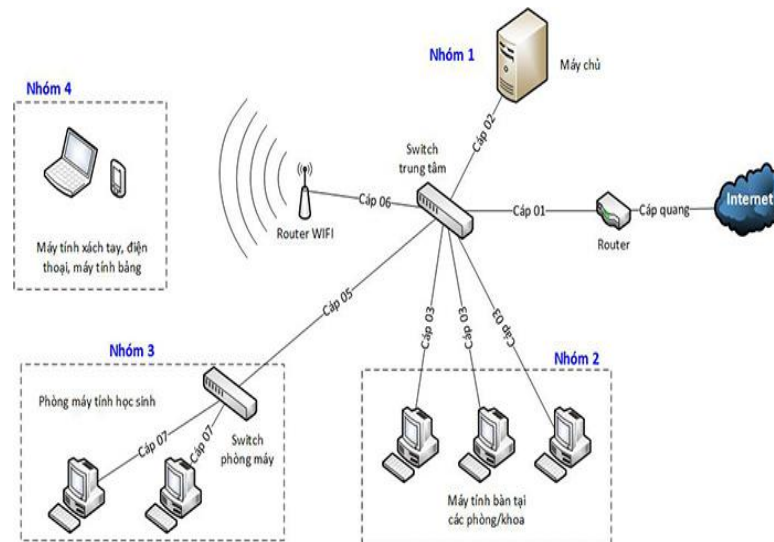 Nhóm 1
Máy chủ
Nhóm 4
Máy tính xách tay, điện
thoại, máy tính bảng
Router WIFI
Cáp 06
Switch
trung tâm
Cáp 02
Cáp 01
Router
Cáp quang
Internet
Cáp 05
Cáp 03
Cáp 03
Cáp 03
Nhóm 3
Phòng máy tính học sinh
Cáp 07
Cáp 07
Switch
phòng máy
Nhóm 2
Máy tính bàn tại
các phòng/khoa